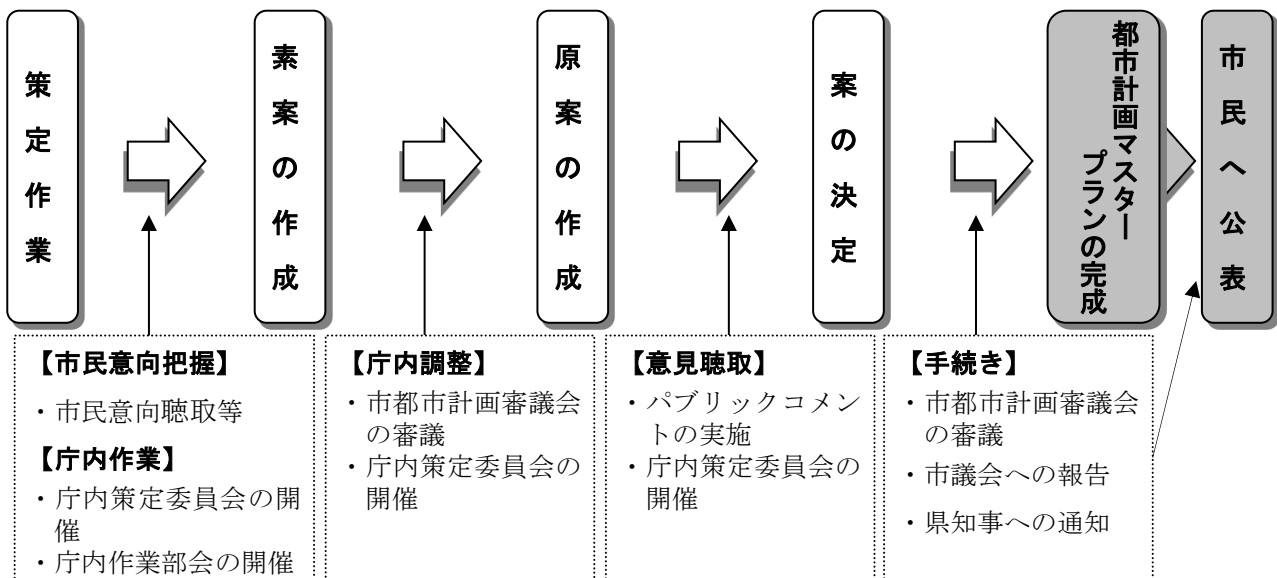 策定作業
素案の作成
原案の作成
案の決定
都市計画マスター
プランの完成
市民へ公表
【市民意向把握】
・市民意向聴取等
【庁内作業】
・庁内策定委員会の開
催
・庁内作業部会の開催
【庁内調整】
・市都市計画審議会
の審議
・庁内策定委員会の
開催
【意見聴取】
・パブリックコメン
トの実施
・庁内策定委員会の
開催
【手続き】
・市都市計画審議会
の審議
・市議会への報告
・県知事への通知